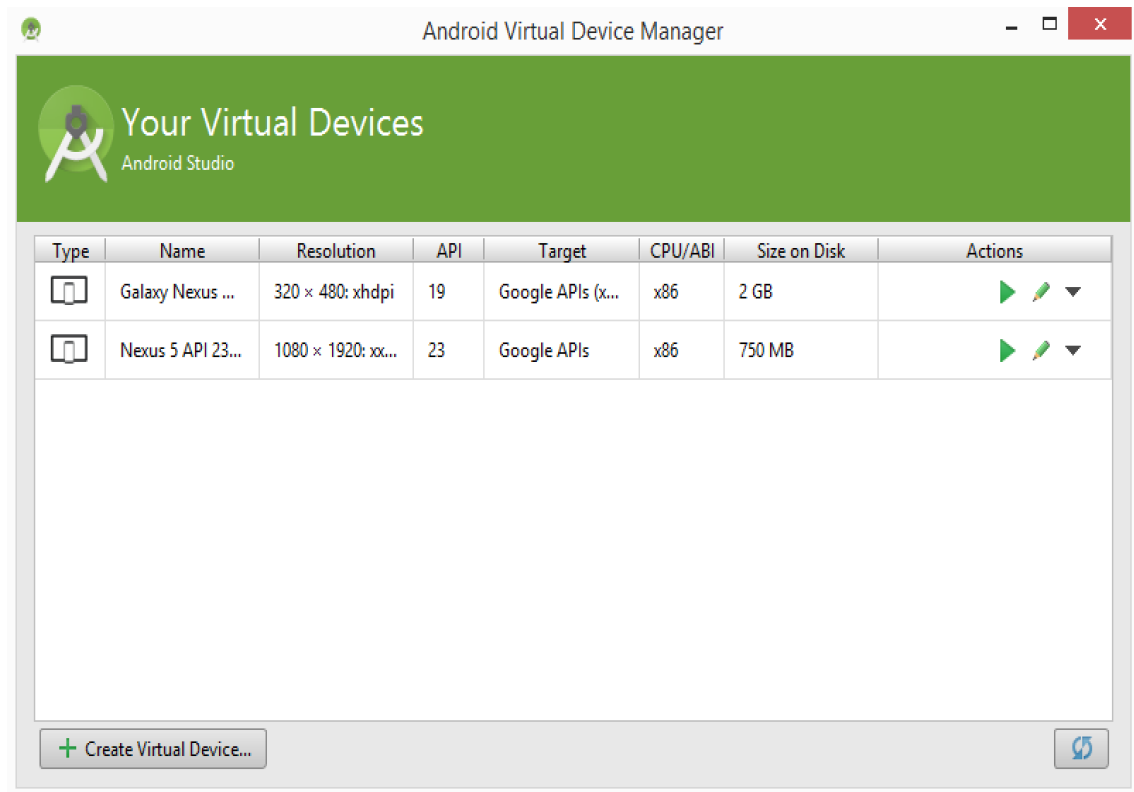 Android Virtual Device Manager
Your Virtual Devices
Android Studio
Type Name Resolution API Target CPU/ABI Size on Disk Actions
Galaxy Nexus ... 320 × 480: xhdpi 19 Google APIs (x... x86 2 GB
Nexus 5 API 23... 1080 × 1920: xx... 23 Google APIs x86 750 MB
Create Virtual Device...